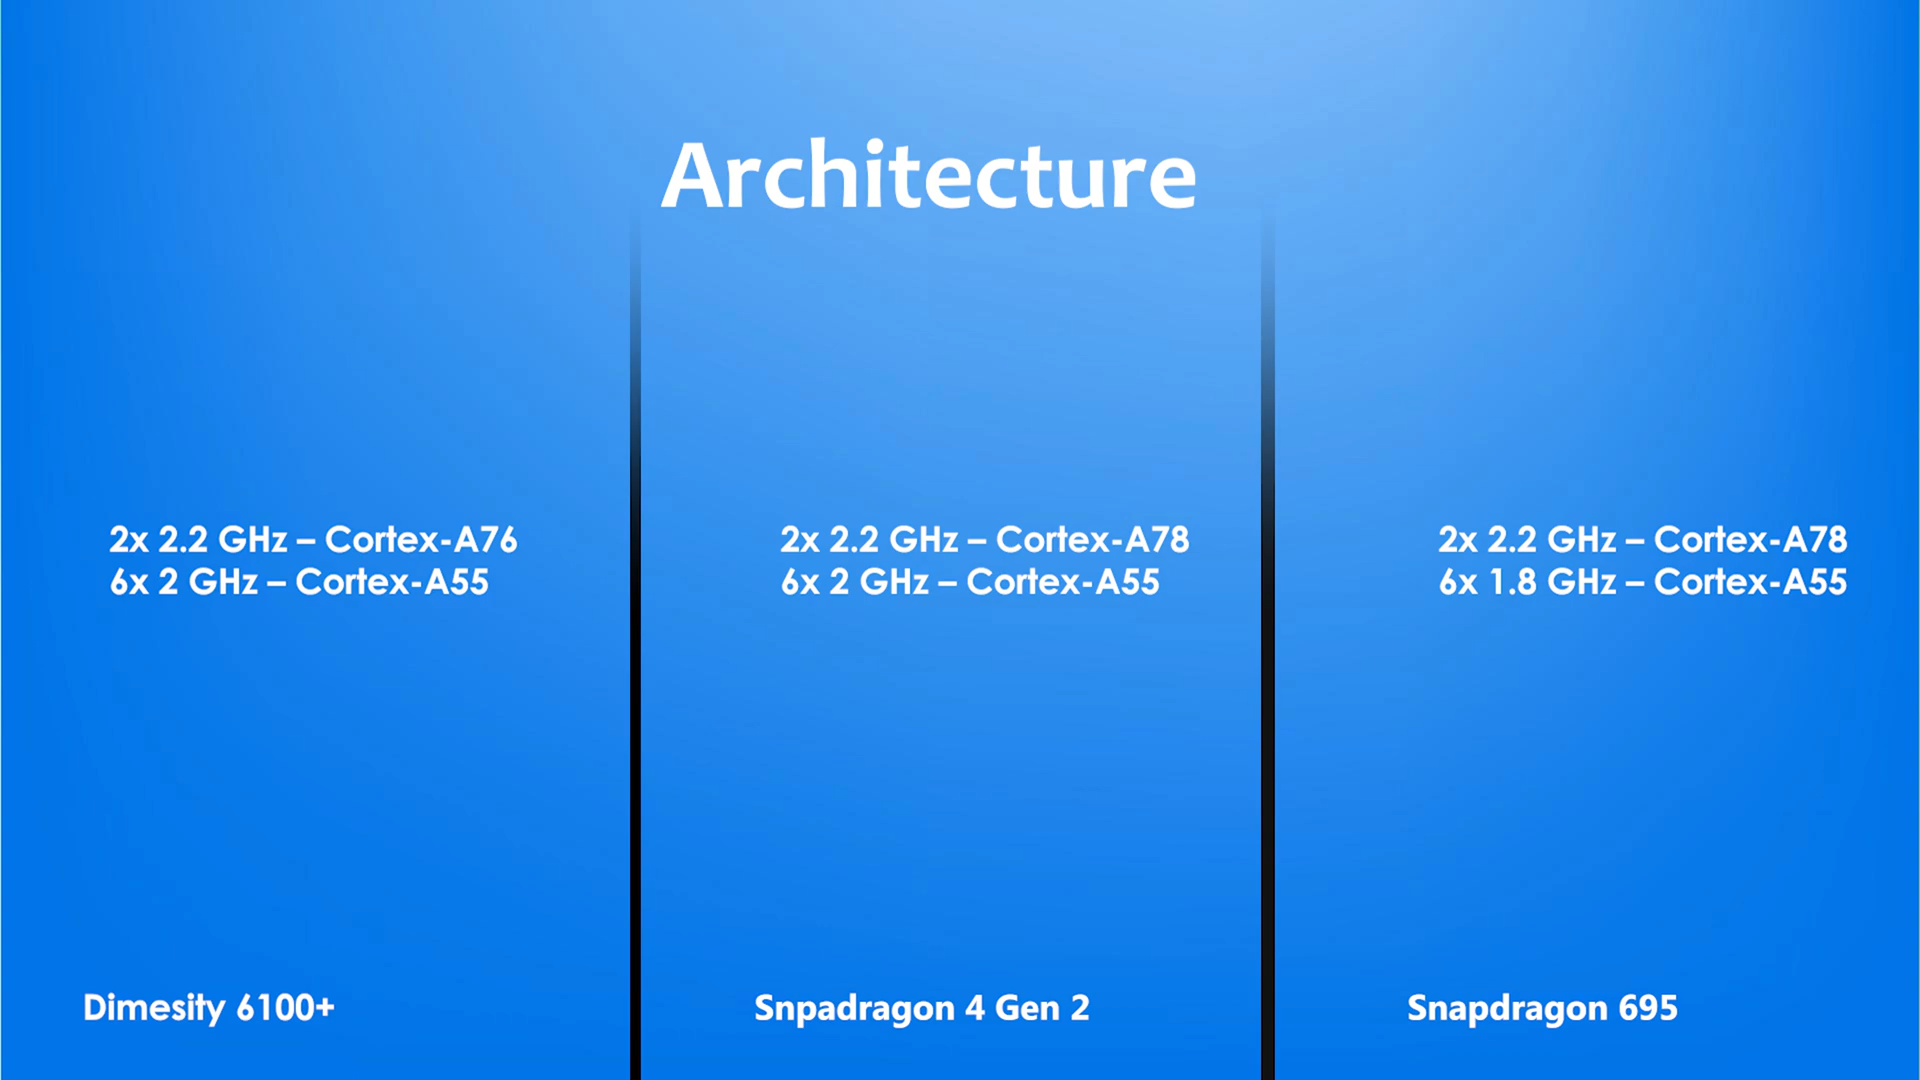 Architecture
2x 2.2 GHz – Cortex-A76
6x 2 GHz – Cortex-A55
2x 2.2 GHz – Cortex-A78
6x 2 GHz – Cortex-A55
2x 2.2 GHz – Cortex-A78
6x 1.8 GHz – Cortex-A55
Dimesity 6100+
Snpadragon 4 Gen 2
Snapdragon 695